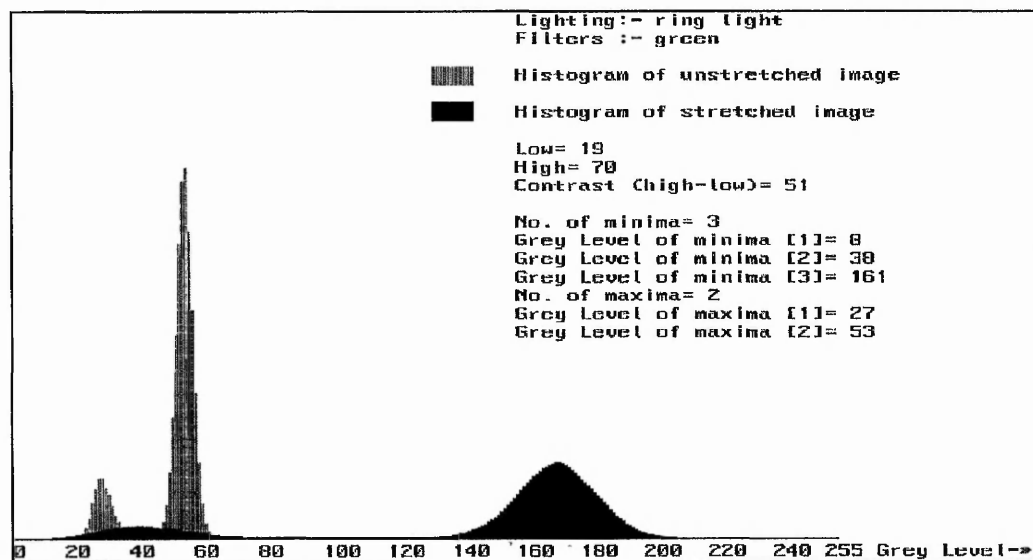 Lighting:- ring light
Filters :- green
Histogram of unstretched image
Histogram of stretched image
Low= 19
High= 70
Contrast (high-low)= 51
No. of minima= 3
Grey Level of minima [1]= 0
Grey Level of minima [2]= 38
Grey Level of minima [3]= 161
No. of maxima= 2
Grey Level of maxima [1]= 27
Grey Level of maxima [2]= 53
0 20 40 60 80 100 120 140 160 180 200 220 240 255 Grey Level->